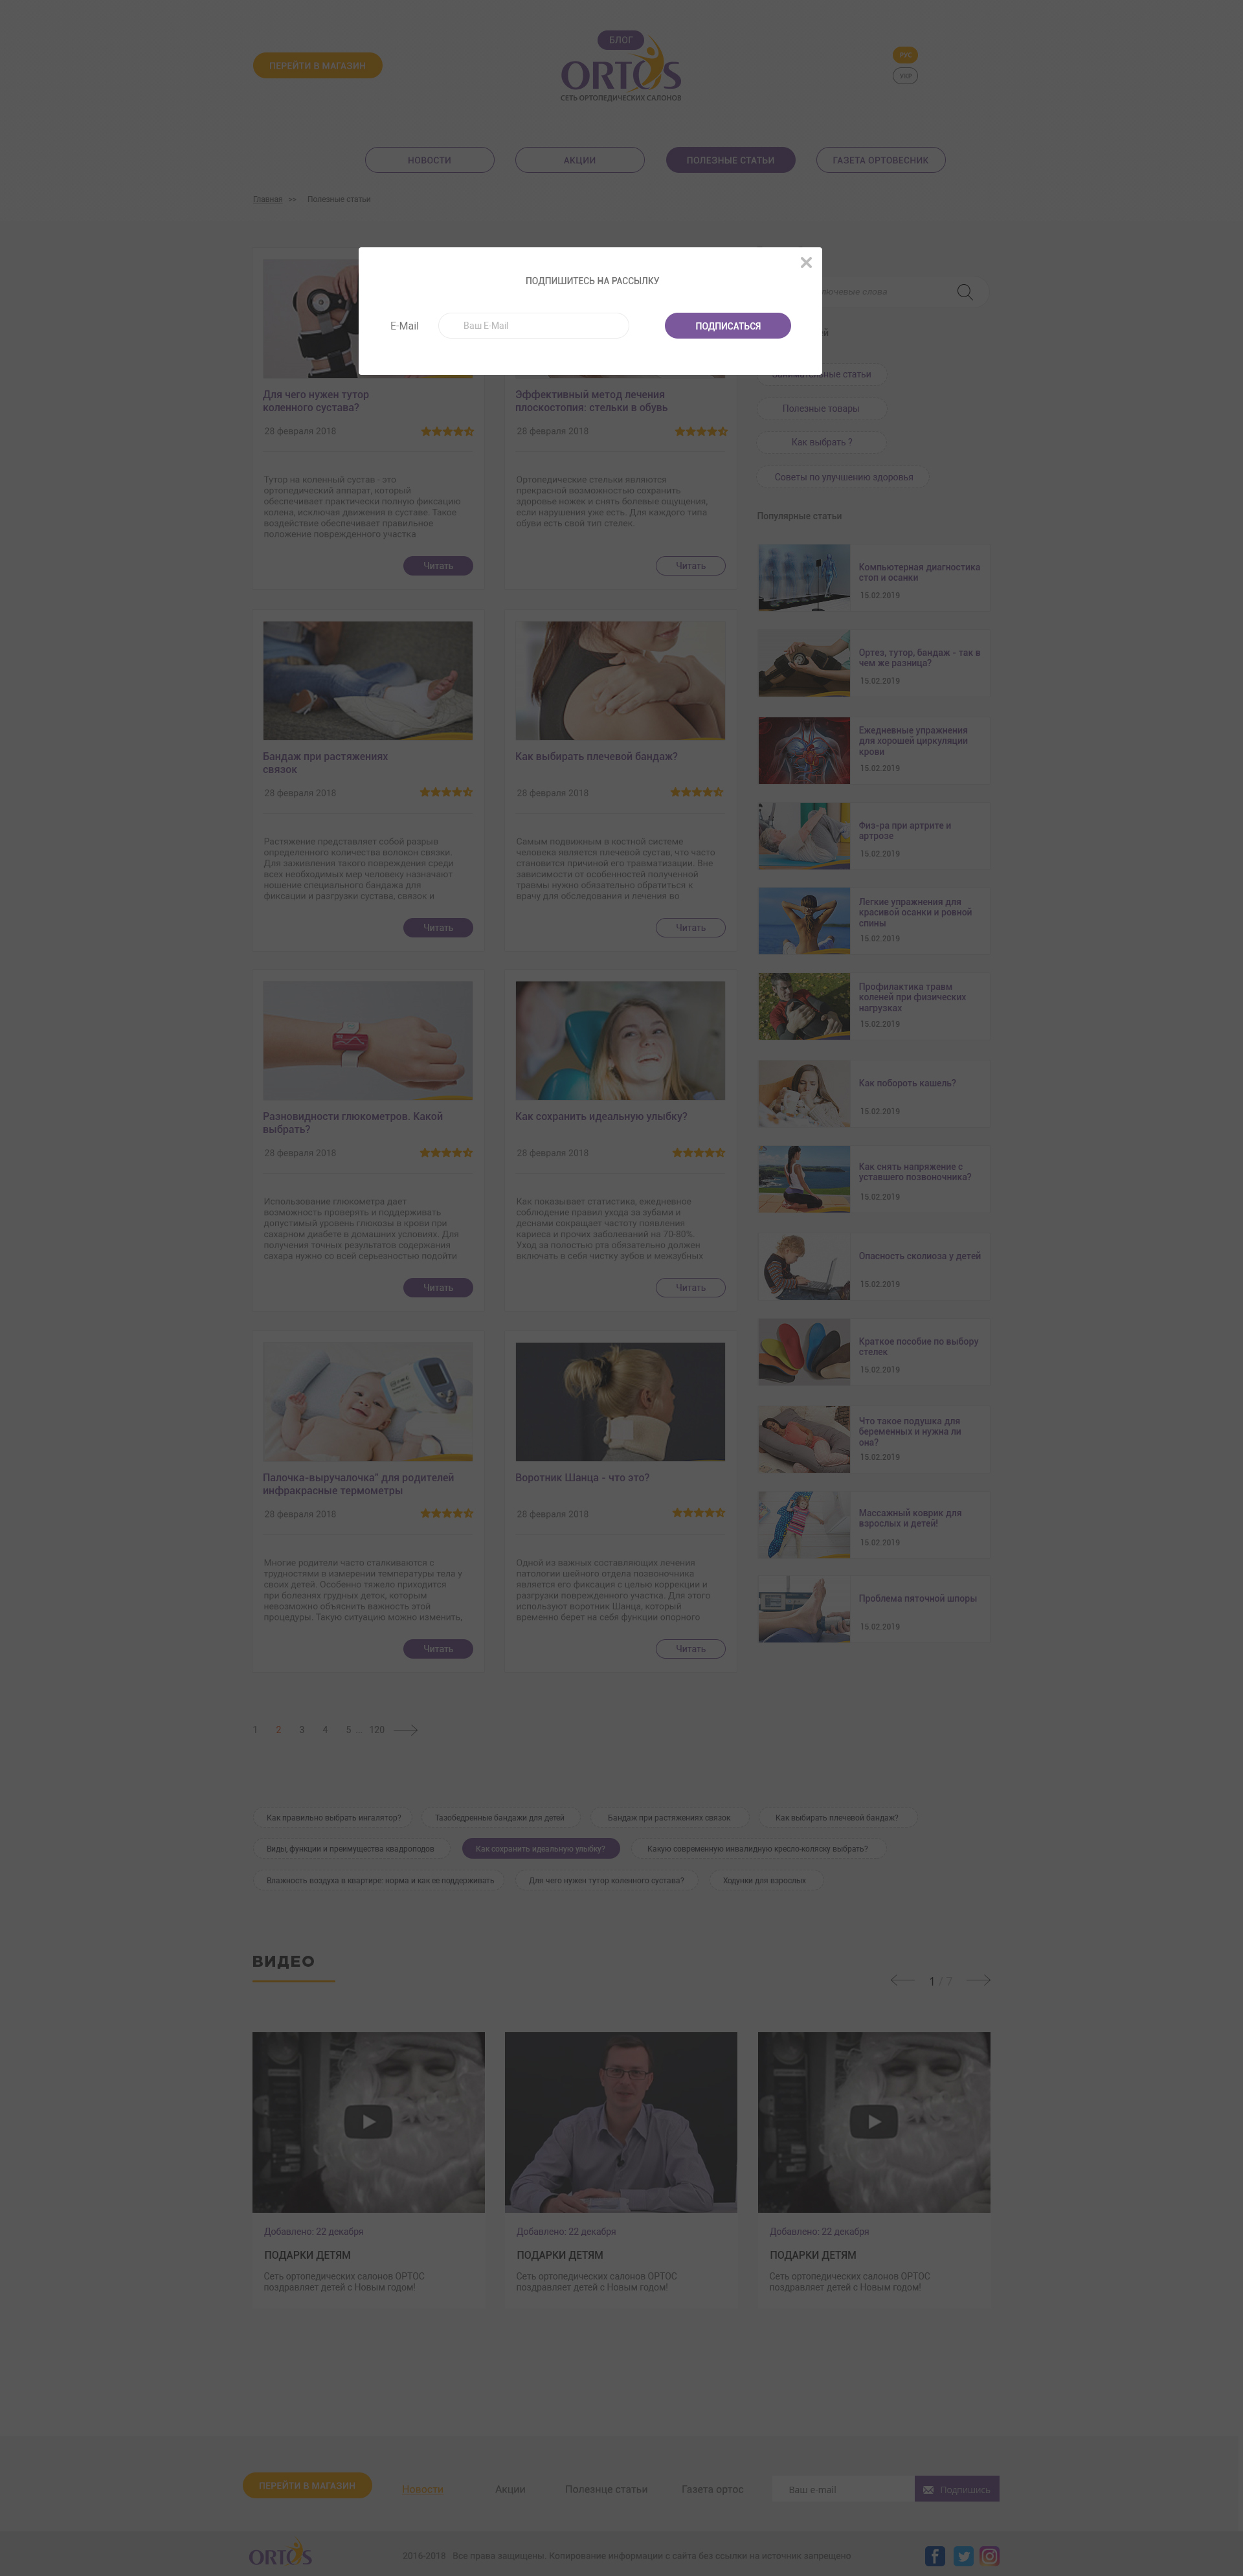 БЛОГ
ПЕРЕЙТИ В МАГАЗИН
ORTOS
СЕТЬ ОРТОПЕДИЧЕСКИХ САЛОНОВ
РУС
УКР
НОВОСТИ
АКЦИИ
ПОЛЕЗНЫЕ СТАТЬИ
ГАЗЕТА ОРТОВЕСНИК
Главная >> Полезные статьи
ПОДПИШИТЕСЬ НА РАССЫЛКУ
E-Mail
Ваш E-Mail
ПОДПИСАТЬСЯ
Для чего нужен тутор
коленного сустава?
28 февраля 2018
Тутор на коленный сустав - это
ортопедический аппарат, который
обеспечивает практически полную фиксацию
колена, исключая движения в суставе. Такое
воздействие обеспечивает правильное
положение поврежденного участка
Читать
Эффективный метод лечения
плоскостопия: стельки в обувь
28 февраля 2018
Ортопедические стельки являются
прекрасной возможностью сохранить
здоровье ножек и снять болевые ощущения,
если нарушения уже есть. Для каждого типа
обуви есть свой тип стелек.
Читать
Бандаж при растяжениях
связок
28 февраля 2018
Растяжение представляет собой разрыв
определенного количества волокон связки.
Для заживления такого повреждения среди
всех необходимых мер человеку назначают
ношение специального бандажа для
фиксации и разгрузки сустава, связок и
Читать
Как выбирать плечевой бандаж?
28 февраля 2018
Самым подвижным в костной системе
человека является плечевой сустав, что часто
становится причиной его травматизации. Вне
зависимости от особенностей полученной
травмы нужно обязательно обратиться к
врачу для обследования и лечения во
Читать
Разновидности глюкометров. Какой
выбрать?
28 февраля 2018
Использование глюкометра дает
возможность проверять и поддерживать
допустимый уровень глюкозы в крови при
сахарном диабете в домашних условиях. Для
получения точных результатов содержания
сахара нужно со всей серьезностью подойти
Читать
Как сохранить идеальную улыбку?
28 февраля 2018
Как показывает статистика, ежедневное
соблюдение правил ухода за зубами и
деснами сокращает частоту появления
кариеса и прочих заболеваний на 70-80%.
Уход за полостью рта обязательно должен
включать в себя чистку зубов и межзубных
Читать
Палочка-выручалочка" для родителей
инфракрасные термометры
28 февраля 2018
Многие родители часто сталкиваются с
трудностями в измерении температуры тела у
своих детей. Особенно тяжело приходится
при болезнях грудных деток, которым
невозможно объяснить важность этой
процедуры. Такую ситуацию можно изменить,
Читать
Воротник Шанца - что это?
28 февраля 2018
Одной из важных составляющих лечения
патологии шейного отдела позвоночника
является его фиксация с целью коррекции и
разгрузки поврежденного участка. Для этого
используют воротник Шанца, который
временно берет на себя функции опорного
Читать
слова
статьи
Полезные товары
Как выбрать ?
Советы по улучшению здоровья
Популярные статьи
Компьютерная диагностика
стоп и осанки
15.02.2019
Ортез, тутор, бандаж - так в
чем же разница?
15.02.2019
Ежедневные упражнения
для хорошей циркуляции
крови
15.02.2019
Физ-ра при артрите и
артрозе
15.02.2019
Легкие упражнения для
красивой осанки и ровной
спины
15.02.2019
Профилактика травм
коленей при физических
нагрузках
15.02.2019
Как побороть кашель?
15.02.2019
Как снять напряжение с
уставшего позвоночника?
15.02.2019
Опасность сколиоза у детей
15.02.2019
Краткое пособие по выбору
стелек
15.02.2019
Что такое подушка для
беременных и нужна ли
она?
15.02.2019
Массажный коврик для
взрослых и детей!
15.02.2019
Проблема пяточной шпоры
15.02.2019
1 2 3 4 5 ... 120
Как правильно выбрать ингалятор?
Тазобедренные бандажи для детей
Бандаж при растяжениях связок
Как выбирать плечевой бандаж?
Виды, функции и преимущества квадроподов
Как сохранить идеальную улыбку?
Какую современную инвалидную кресло-коляску выбрать?
Влажность воздуха в квартире: норма и как ее поддерживать
Для чего нужен тутор коленного сустава?
Ходунки для взрослых
ВИДЕО
1 / 7
Добавлено: 22 декабря
ПОДАРКИ ДЕТЯМ
Сеть ортопедических салонов ОРТОС
поздравляет детей с Новым годом!
Добавлено: 22 декабря
ПОДАРКИ ДЕТЯМ
Сеть ортопедических салонов ОРТОС
поздравляет детей с Новым годом!
Добавлено: 22 декабря
ПОДАРКИ ДЕТЯМ
Сеть ортопедических салонов ОРТОС
поздравляет детей с Новым годом!
ПЕРЕЙТИ В МАГАЗИН
Новости
Акции
Полезнце статьи
Газета ортос
Ваш e-mail
Подпишись
ORTOS
2016-2018 Все права защищены. Копирование информации с сайта без ссылки на источник запрещено